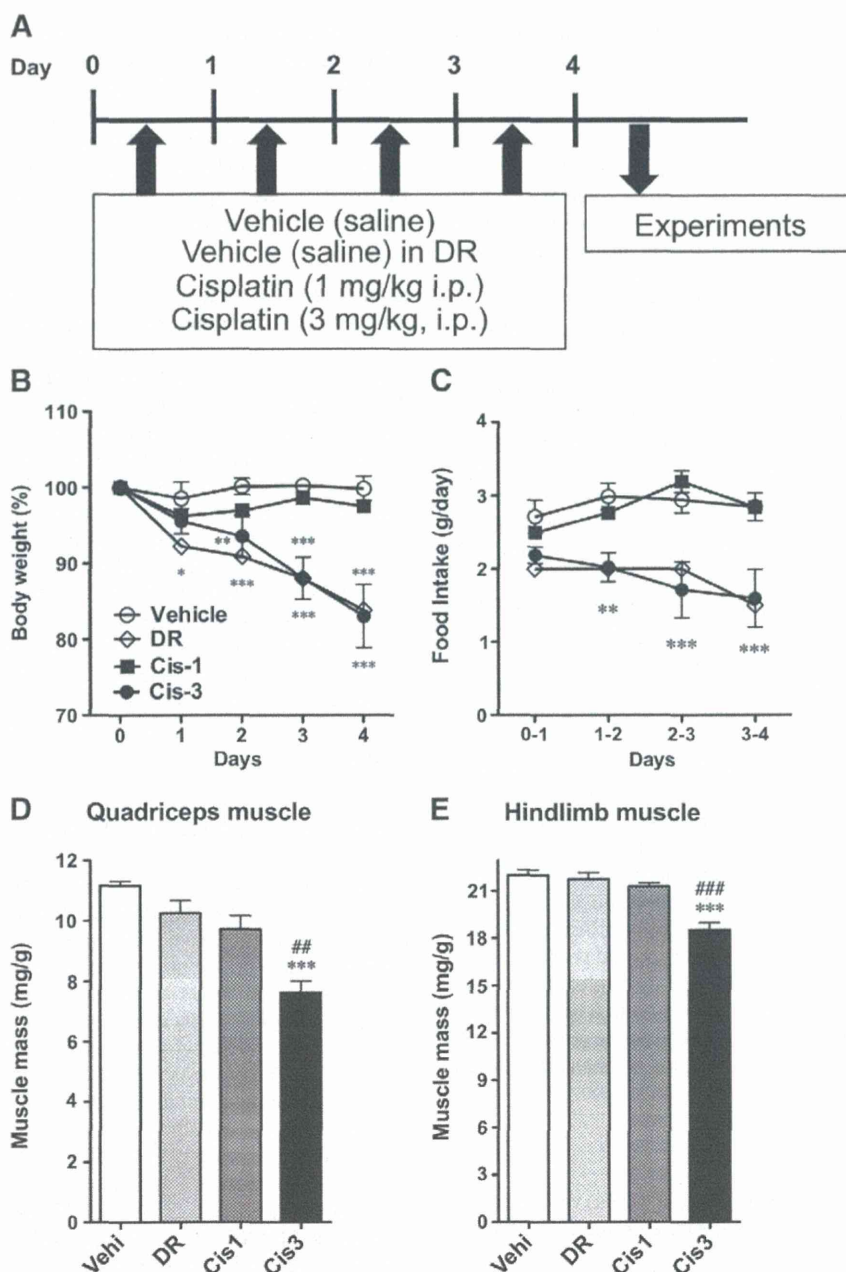 A
Day 0 1 2 3 4
Vehicle (saline)
Vehicle (saline) in DR
Cisplatin (1 mg/kg i.p.)
Cisplatin (3 mg/kg, i.p.)
Experiments
B
Body weight (%)
110
100
90
80
70
** ***
* *** ***
***
***
Vehicle
DR
Cis-1
Cis-3
0 1 2 3 4
Days
C
Food Intake (g/day)
4
3
2
1
0
**
*** ***
0-1 1-2 2-3 3-4
Days
D Quadriceps muscle
Muscle mass (mg/g)
12
10
8
6
4
2
0
##
***
Vehi DR Cis1 Cis3
E Hindlimb muscle
Muscle mass (mg/g)
21
18
15
12
9
6
3
0
###
***
Vehi DR Cis1 Cis3